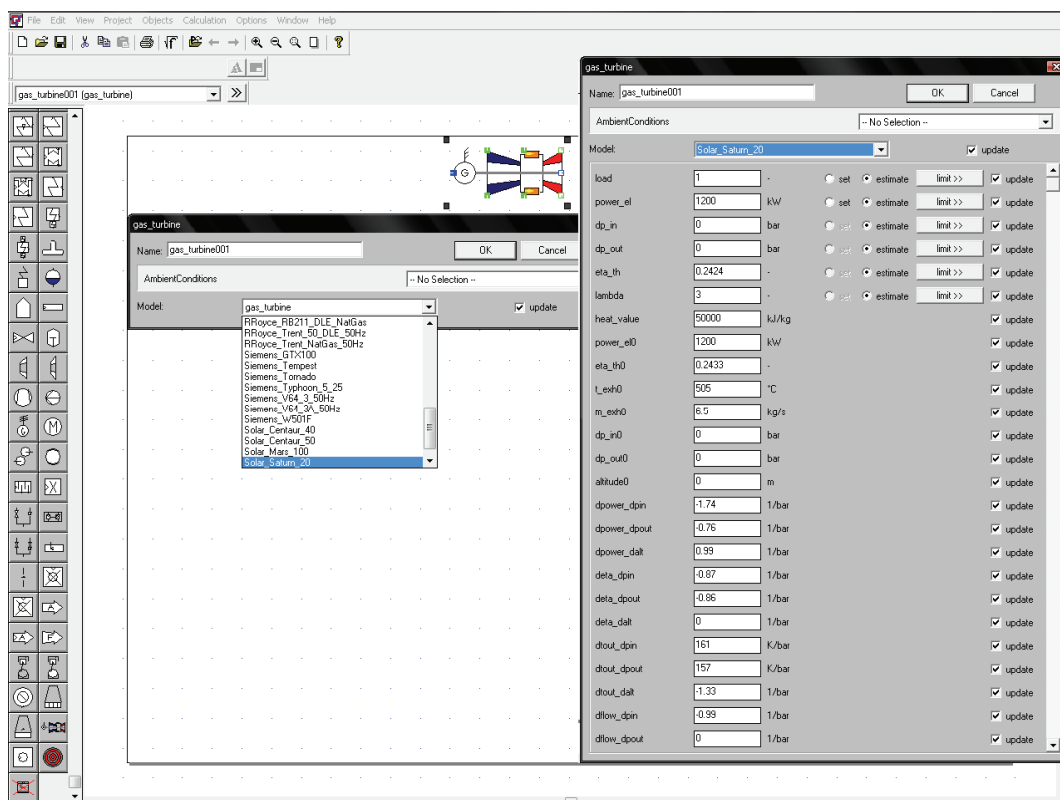 File Edit View Project Objects Calculation Options Window Help
gas_turbine001 (gas_turbine)
G
gas_turbine
Name: gas_turbine001 OK Cancel
AmbientConditions -- No Selection --
Model: gas_turbine update
RRoyce_RB211_DLE_NatGas
RRoyce_Trent_50_DLE_50Hz
RRoyce_Trent_NatGas_50Hz
Siemens_GTX100
Siemens_Tempest
Siemens_Tornado
Siemens_Typhoon_5_25
Siemens_V64_3_50Hz
Siemens_V64_3A_50Hz
Siemens_W501F
Solar_Centaur_40
Solar_Centaur_50
Solar_Mars_100
Solar_Saturn_20
gas_turbine
Name: gas_turbine001 OK Cancel
AmbientConditions -- No Selection --
Model: Solar_Saturn_20 update
load 1 - set estimate limit >> update
power_el 1200 kW set estimate limit >> update
dp_in 0 bar set estimate limit >> update
dp_out 0 bar set estimate limit >> update
eta_th 0.2424 - set estimate limit >> update
lambda 3 - set estimate limit >> update
heat_value 50000 kJ/kg update
power_el0 1200 kW update
eta_th0 0.2433 - update
t_exh0 505 °C update
m_exh0 6.5 kg/s update
dp_in0 0 bar update
dp_out0 0 bar update
altitude0 0 m update
dpower_dpin -1.74 1/bar update
dpower_dpout -0.76 1/bar update
dpower_dalt 0.99 1/bar update
deta_dpin -0.87 1/bar update
deta_dpout -0.86 1/bar update
deta_dalt 0 1/bar update
dtout_dpin 161 K/bar update
dtout_dpout 157 K/bar update
dtout_dalt -1.33 1/bar update
dflow_dpin -0.99 1/bar update
dflow_dpout 0 1/bar update